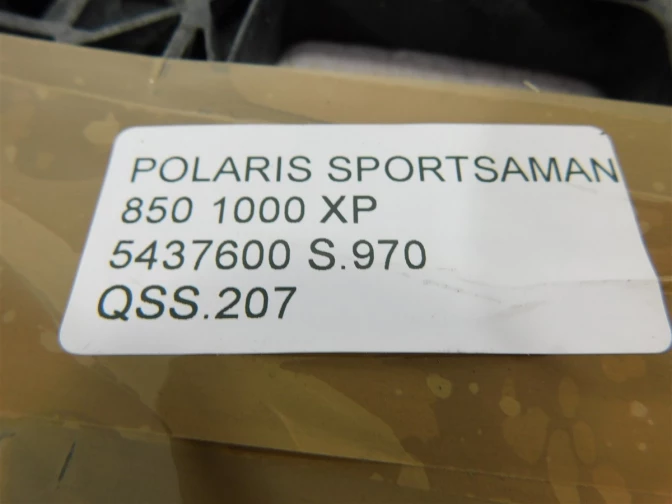 POLARIS SPORTSAMAN
850 1000 XP
5437600 S.970
QSS.207